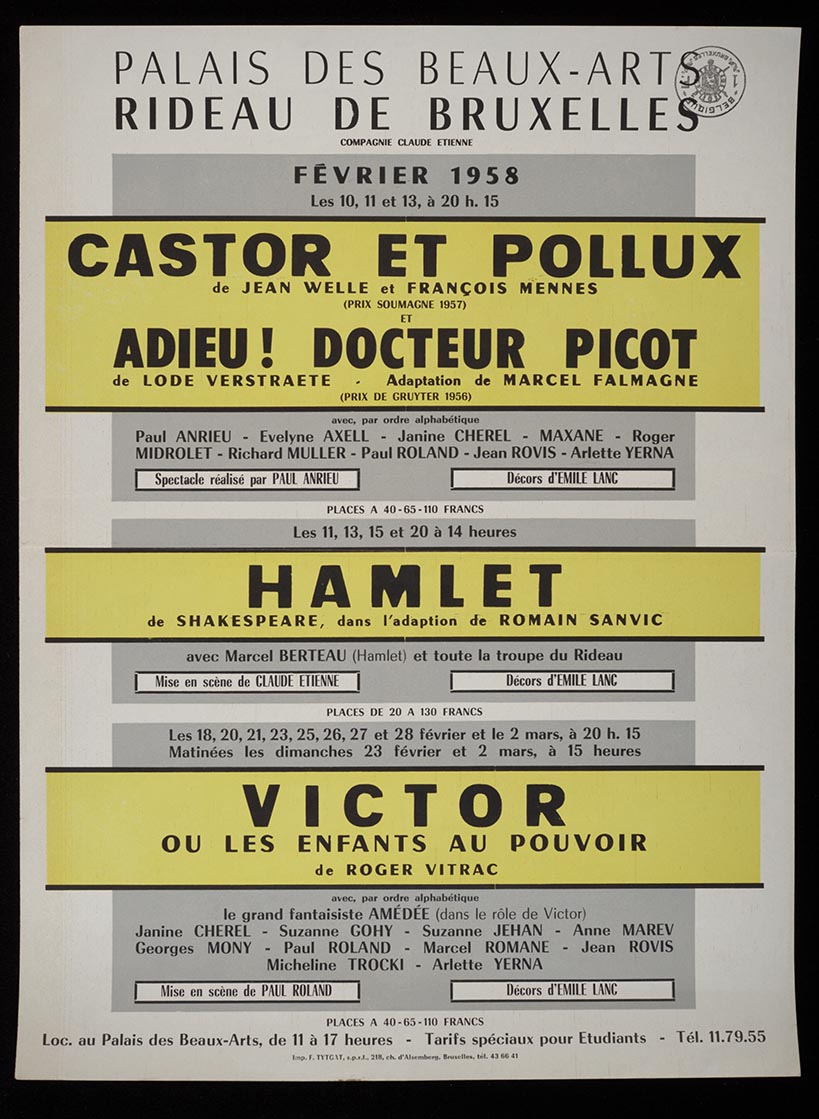 PALAIS DES BEAUX-ARTS
RIDEAU DE BRUXELLES
COMPAGNIE CLAUDE ETIENNE
BELGIQUE
FÉVRIER 1958
Les 10, 11 et 13, à 20 h. 15
CASTOR ET POLLUX
de JEAN WELLE et FRANÇOIS MENNES
(PRIX SOUMAGNE 1957)
ET
ADIEU! DOCTEUR PICOT
de LODE VERSTRAETE - Adaptation de MARCEL FALMAGNE
(PRIX DE GRUYTER 1956)
avec, par ordre alphabétique
Paul ANRIEU - Evelyne AXELL - Janine CHEREL - MAXANE - Roger
MIDROLET - Richard MULLER - Paul ROLAND - Jean ROVIS - Arlette YERNA
Spectacle réalisé par PAUL ANRIEU
Décors d'EMILE LANC
PLACES A 40-65-110 FRANCS
Les 11, 13, 15 et 20 à 14 heures
HAMLET
de SHAKESPEARE, dans l'adaption de ROMAIN SANVIC
avec Marcel BERTEAU (Hamlet) et toute la troupe du Rideau
Mise en scène de CLAUDE ETIENNE
Décors d'EMILE LANC
PLACES DE 20 A 130 FRANCS
Les 18, 20, 21, 23, 25, 26, 27 et 28 février et le 2 mars, à 20 h. 15
Matinées les dimanches 23 février et 2 mars, à 15 heures
VICTOR
OU LES ENFANTS AU POUVOIR
de ROGER VITRAC
avec, par ordre alphabétique
le grand fantaisiste AMÉDÉE (dans le rôle de Victor)
Janine CHEREL - Suzanne GOHY - Suzanne JEHAN - Anne MAREV
Georges MONY - Paul ROLAND - Marcel ROMANE - Jean ROVIS
Micheline TROCKI - Arlette YERNA
Mise en scène de PAUL ROLAND
Décors d'EMILE LANC
PLACES A 40-65-110 FRANCS
Loc. au Palais des Beaux-Arts, de 11 à 17 heures - Tarifs spéciaux pour Etudiants - Tél. 11.79.55
Imp. F. TYTGAT, s.p.r.l., 218, ch. d'Alsemberg, Bruxelles, tél. 43 66 41